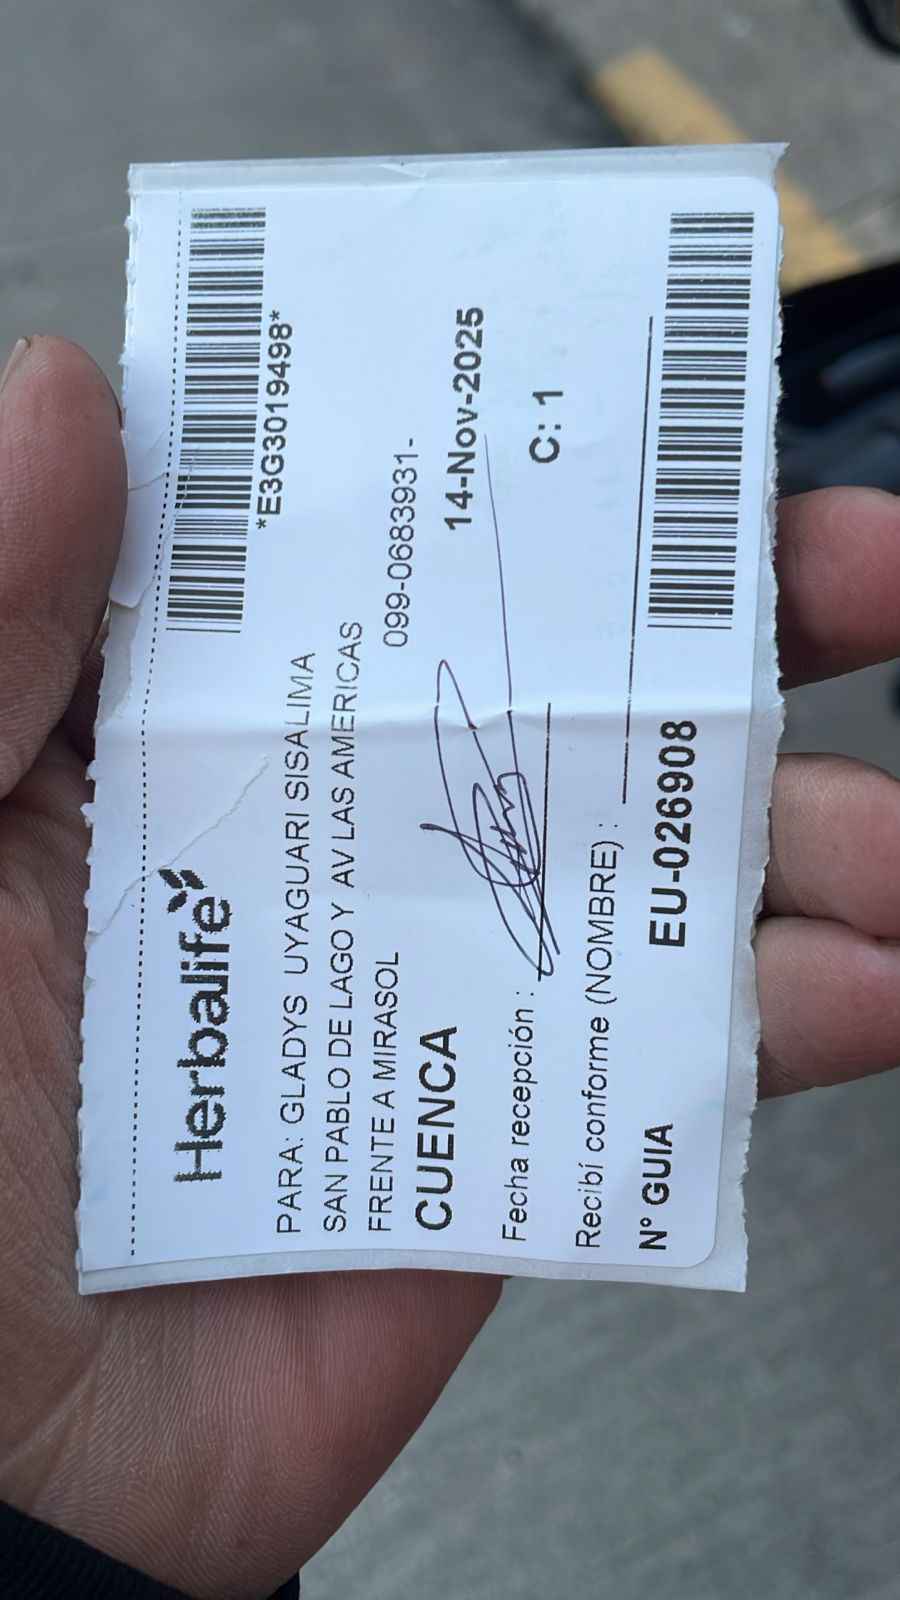 Herbalife
*E3G3019498*
PARA: GLADYS UYAGUARI SISALIMA
SAN PABLO DE LAGO Y AV LAS AMERICAS
FRENTE A MIRASOL
099-0683931-
CUENCA
14-Nov-2025
Fecha recepción :
C: 1
Recibí conforme (NOMBRE) :
N° GUIA EU-026908